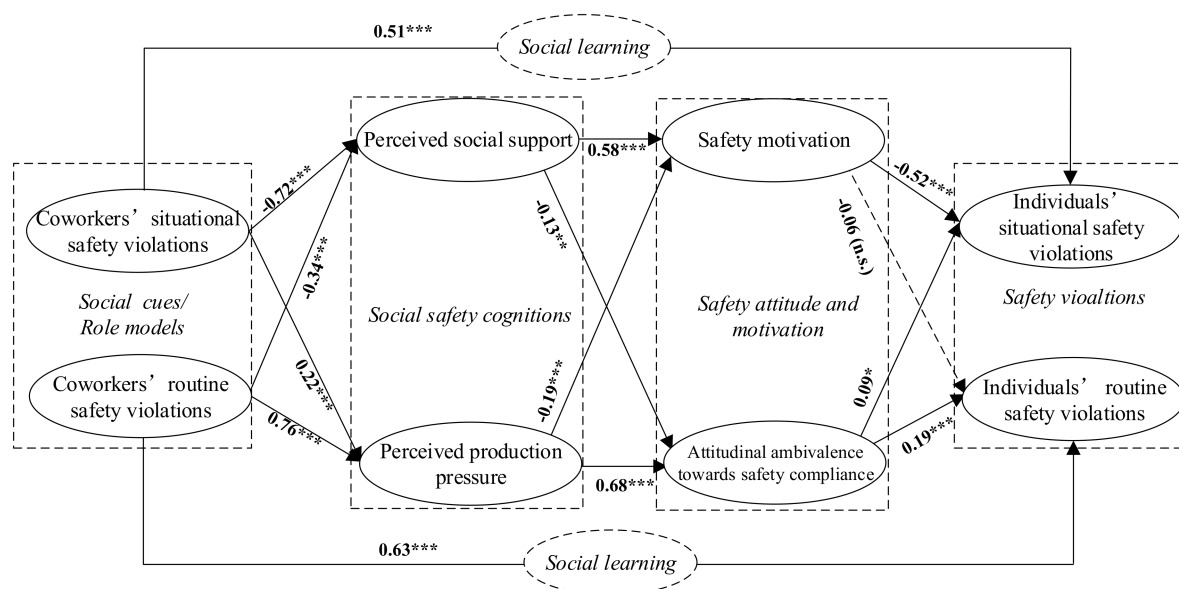 0.51***
Social learning
Perceived social support
0.58***
Safety motivation
-0.72***
-0.52***
Coworkers’ situational
safety violations
-0.13**
-0.06 (n.s.)
Individuals’
situational safety
violations
-0.34***
Social cues/
Role models
Social safety cognitions
Safety attitude and
motivation
Safety vioaltions
Coworkers’ routine
safety violations
0.22***
0.76***
-0.19***
0.09*
0.19***
Individuals’ routine
safety violations
Perceived production
pressure
0.68***
Attitudinal ambivalence
towards safety compliance
0.63***
Social learning